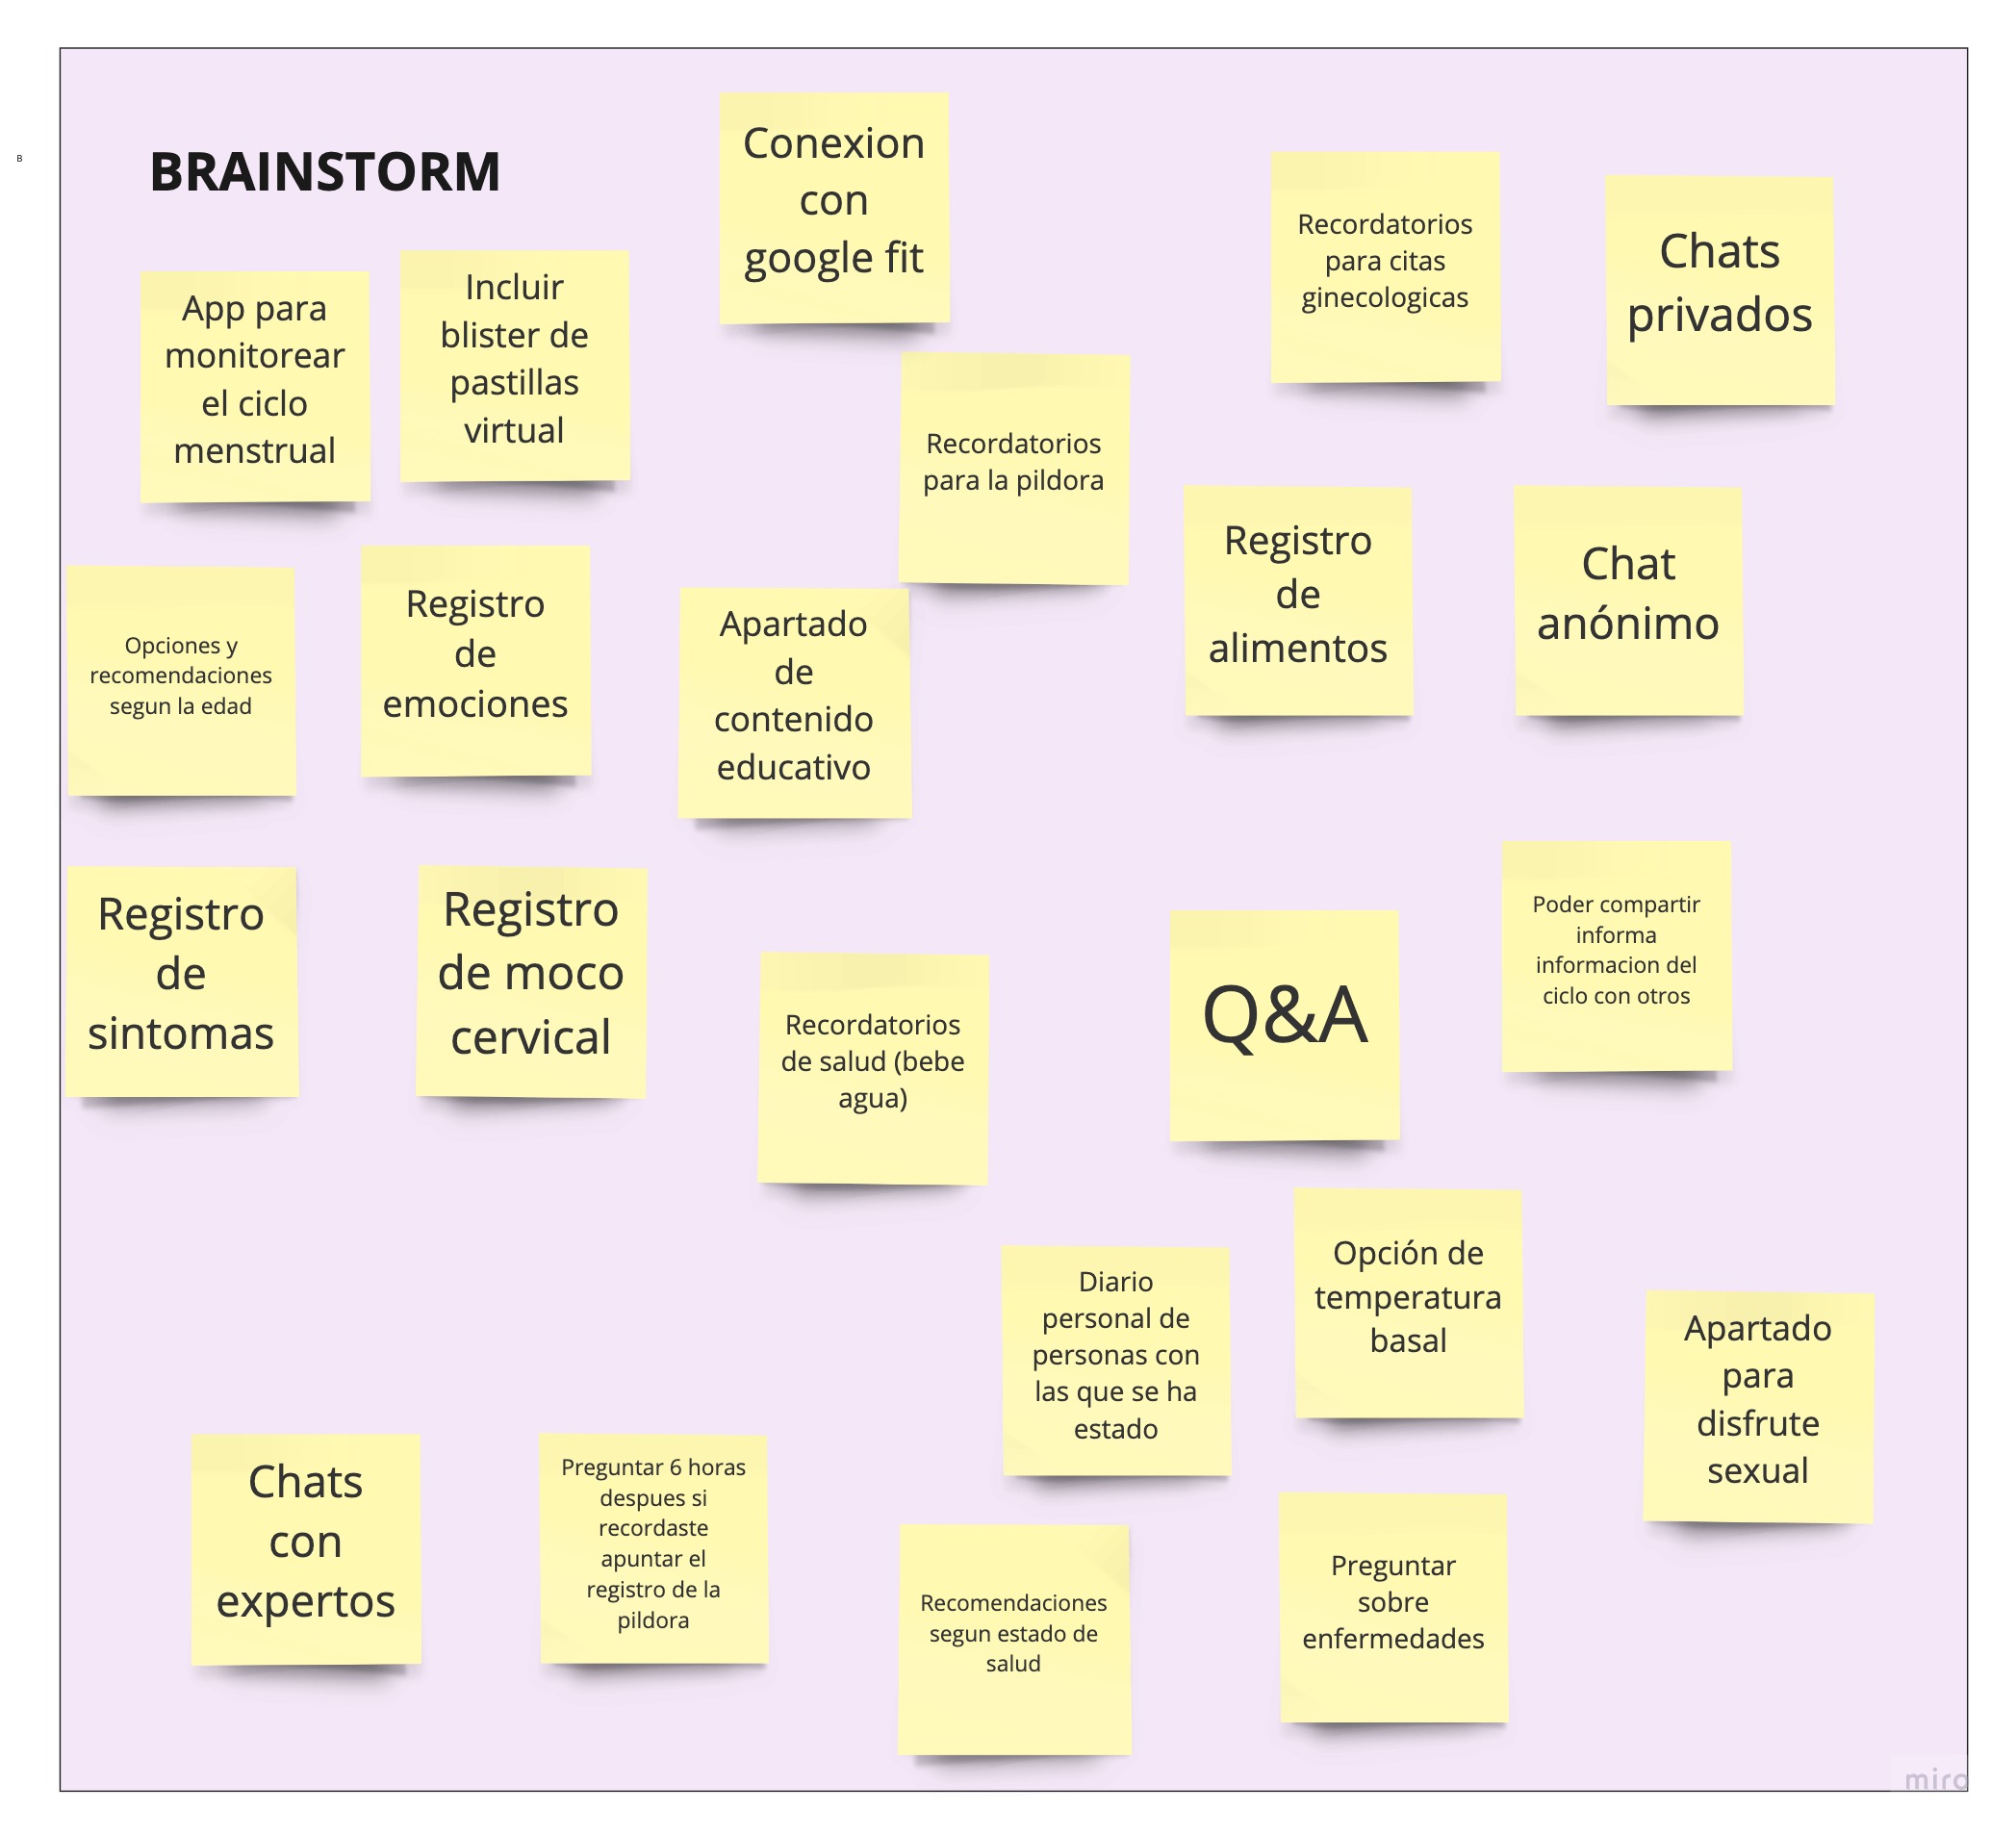 B
BRAINSTORM
Conexion
con
google fit
Recordatorios
para citas
ginecologicas
Chats
privados
App para
monitorear
el ciclo
menstrual
Incluir
blister de
pastillas
virtual
Recordatorios
para la pildora
Registro
de
alimentos
Chat
anónimo
Opciones y
recomendaciones
segun la edad
Registro
de
emociones
Apartado
de
contenido
educativo
Registro
de
sintomas
Registro
de moco
cervical
Recordatorios
de salud (bebe
agua)
Q&A
Poder compartir
informa
informacion del
ciclo con otros
Diario
personal de
personas con
las que se ha
estado
Opción de
temperatura
basal
Apartado
para
disfrute
sexual
Chats
con
expertos
Preguntar 6 horas
despues si
recordaste
apuntar el
registro de la
pildora
Recomendaciones
segun estado de
salud
Preguntar
sobre
enfermedades
miro